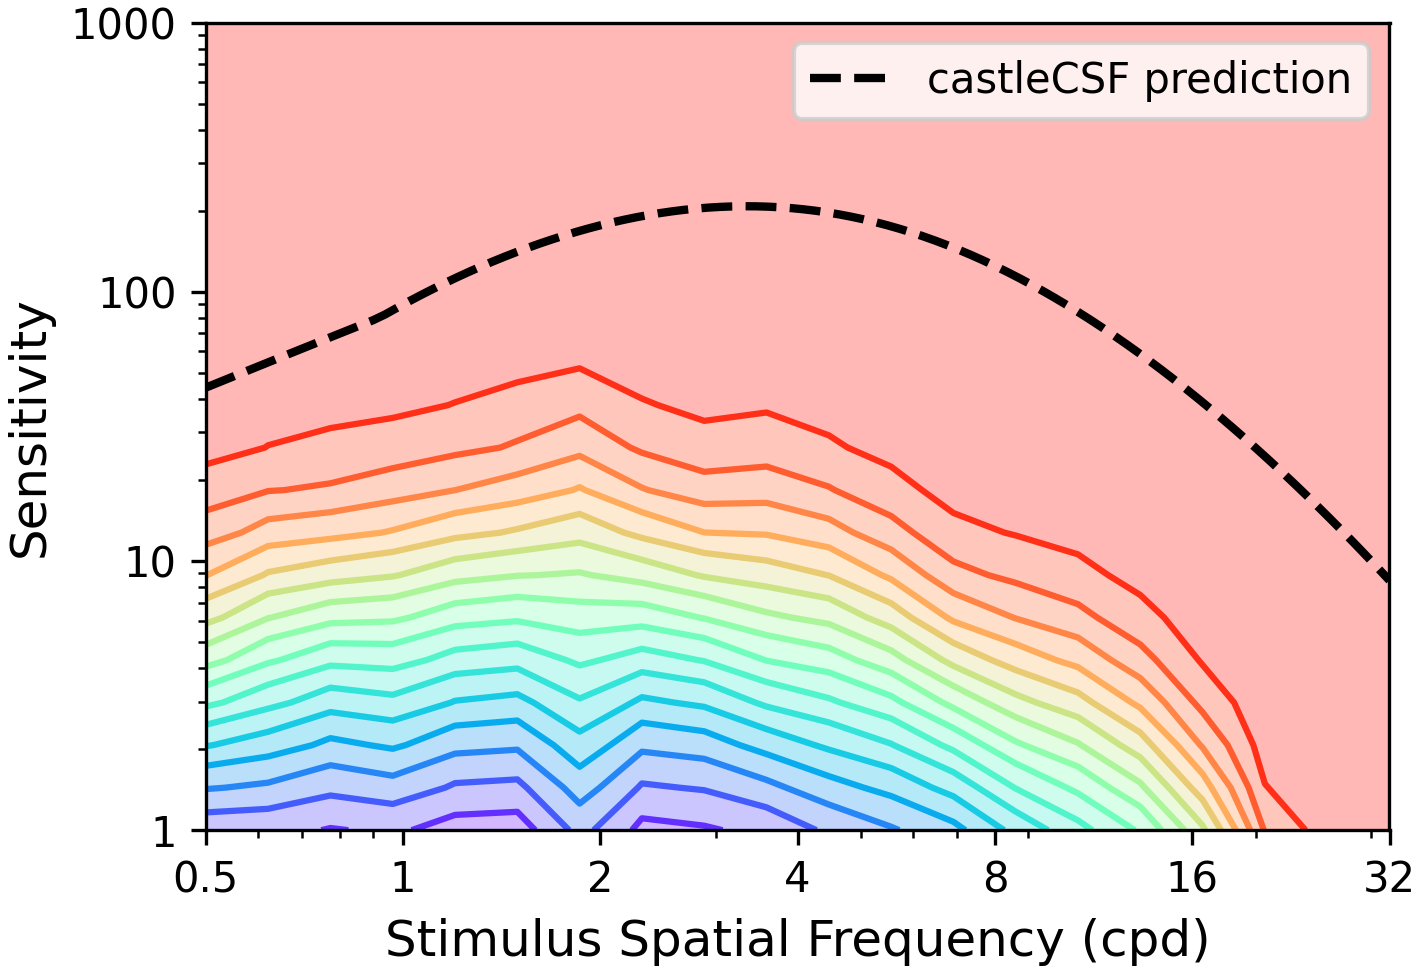 1000
100
10
1
Sensitivity
castleCSF prediction
0.5 1 2 4 8 16 32
Stimulus Spatial Frequency (cpd)